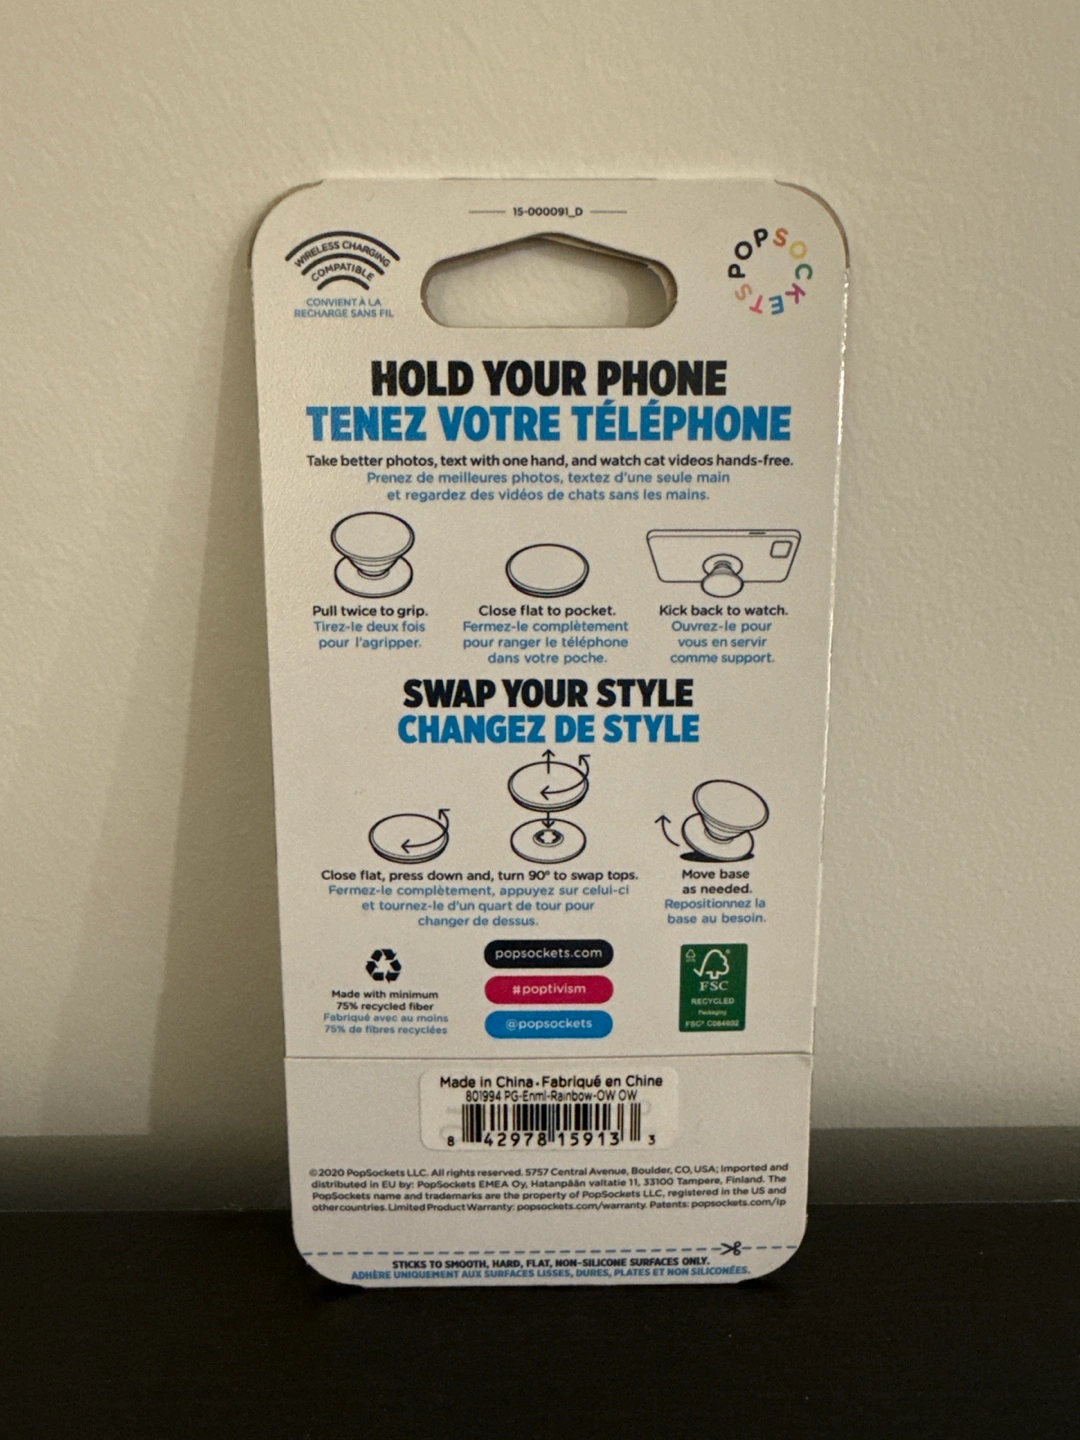 15-000091_D
WIRELESS CHARGING
COMPATIBLE
CONVIENT À LA
RECHARGE SANS FIL
POPSOCKETS
HOLD YOUR PHONE
TENEZ VOTRE TÉLÉPHONE
Take better photos, text with one hand, and watch cat videos hands-free.
Prenez de meilleures photos, textez d'une seule main
et regardez des vidéos de chats sans les mains.
Pull twice to grip.
Tirez-le deux fois
pour l'agripper.
Close flat to pocket.
Fermez-le complètement
pour ranger le téléphone
dans votre poche.
Kick back to watch.
Ouvrez-le pour
vous en servir
comme support.
SWAP YOUR STYLE
CHANGEZ DE STYLE
Close flat, press down and, turn 90° to swap tops.
Fermez-le complètement, appuyez sur celui-ci
et tournez-le d'un quart de tour pour
changer de dessus.
Move base
as needed.
Repositionnez la
base au besoin.
Made with minimum
75% recycled fiber
Fabriqué avec au moins
75% de fibres recyclées
popsockets.com
#poptivism
@popsockets
FSC
RECYCLED
Packaging
FSC® C084602
Made in China • Fabriqué en Chine
801994 PG-Enml-Rainbow-OW OW
8 42978 15913 3
©2020 PopSockets LLC. All rights reserved. 5757 Central Avenue, Boulder, CO, USA; Imported and
distributed in EU by: PopSockets EMEA Oy, Hatanpään valtatie 11, 33100 Tampere, Finland. The
PopSockets name and trademarks are the property of PopSockets LLC, registered in the US and
other countries. Limited Product Warranty: popsockets.com/warranty. Patents: popsockets.com/ip
STICKS TO SMOOTH, HARD, FLAT, NON-SILICONE SURFACES ONLY.
ADHÈRE UNIQUEMENT AUX SURFACES LISSES, DURES, PLATES ET NON SILICONÉES.